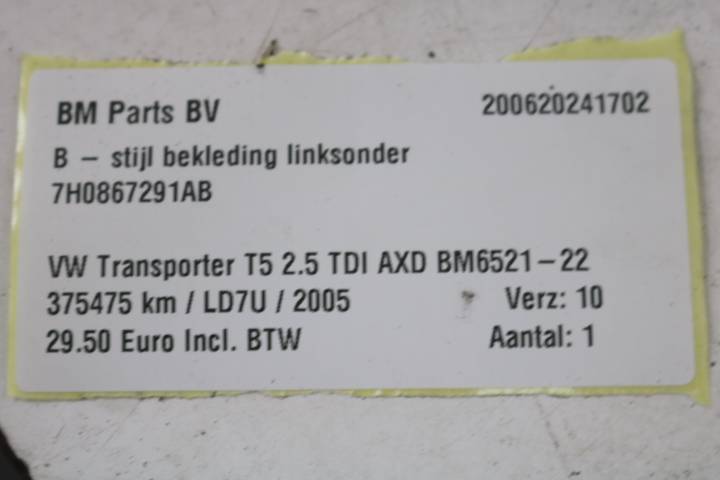 BM Parts BV 200620241702
B – stijl bekleding linksonder
7H0867291AB
VW Transporter T5 2.5 TDI AXD BM6521–22
375475 km / LD7U / 2005 Verz: 10
29.50 Euro Incl. BTW Aantal: 1